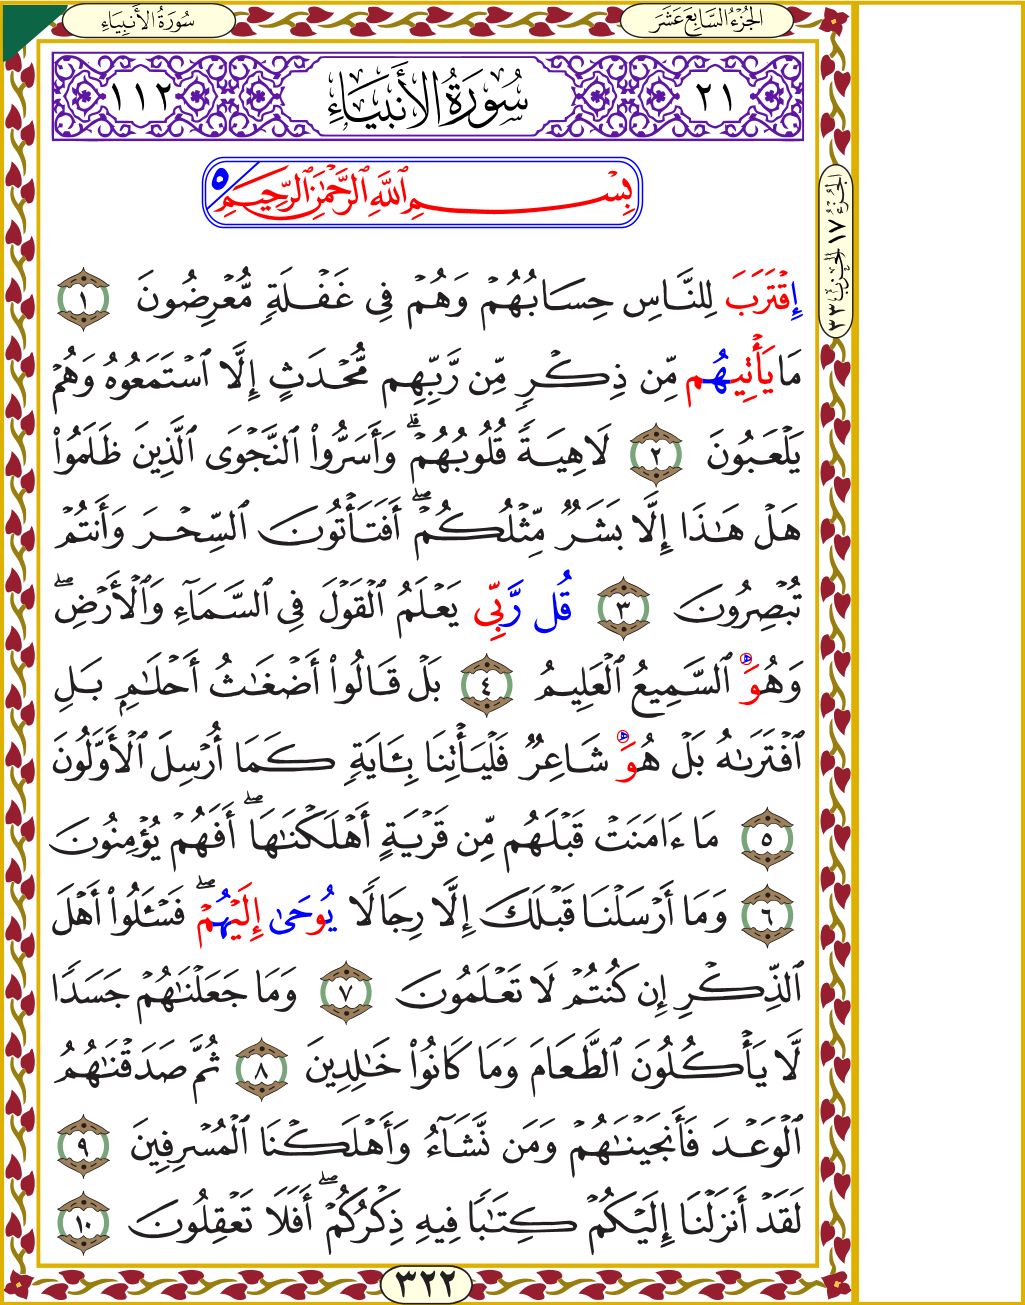 الجُزْءُ السَّابِعَ عَشَرَ
سُورَةُ الأَنبِيَاءِ
٢١
سُورَةُ الأَنبِيَاءِ
١١٢
بِسْمِ ٱللَّهِ ٱلرَّحْمَٰنِ ٱلرَّحِيمِ ٥
إِقْتَرَبَ لِلنَّاسِ حِسَابُهُمْ وَهُمْ فِي غَفْلَةٍ مُّعْرِضُونَ ١
مَا يَأْتِيهُم مِّن ذِكْرٍ مِّن رَّبِّهِم مُّحْدَثٍ إِلَّا ٱسْتَمَعُوهُ وَهُمْ
يَلْعَبُونَ ٢ لَاهِيَةً قُلُوبُهُمْۗ وَأَسَرُّوا۟ ٱلنَّجْوَى ٱلَّذِينَ ظَلَمُوا۟
هَلْ هَٰذَا إِلَّا بَشَرٌ مِّثْلُكُمْۖ أَفَتَأْتُونَ ٱلسِّحْرَ وَأَنتُمْ
تُبْصِرُونَ ٣ قُل رَّبِّي يَعْلَمُ ٱلْقَوْلَ فِي ٱلسَّمَآءِ وَٱلْأَرْضِۖ
وَهُوَ ٱلسَّمِيعُ ٱلْعَلِيمُ ٤ بَلْ قَالُوٓا۟ أَضْغَٰثُ أَحْلَٰمٍ بَلِ
ٱفْتَرَىٰهُ بَلْ هُوَ شَاعِرٌ فَلْيَأْتِنَا بِـَٔايَةٍ كَمَا أُرْسِلَ ٱلْأَوَّلُونَ
٥ مَا ءَامَنَتْ قَبْلَهُم مِّن قَرْيَةٍ أَهْلَكْنَٰهَاۖ أَفَهُمْ يُؤْمِنُونَ
٦ وَمَا أَرْسَلْنَا قَبْلَكَ إِلَّا رِجَالًا يُوحَىٰ إِلَيْهُمْۖ فَسْـَٔلُوا۟ أَهْلَ
ٱلذِّكْرِ إِن كُنتُمْ لَا تَعْلَمُونَ ٧ وَمَا جَعَلْنَٰهُمْ جَسَدًا
لَّا يَأْكُلُونَ ٱلطَّعَامَ وَمَا كَانُوا۟ خَٰلِدِينَ ٨ ثُمَّ صَدَقْنَٰهُمُ
ٱلْوَعْدَ فَأَنجَيْنَٰهُمْ وَمَن نَّشَآءُ وَأَهْلَكْنَا ٱلْمُسْرِفِينَ ٩
لَقَدْ أَنزَلْنَا إِلَيْكُمْ كِتَٰبًا فِيهِ ذِكْرُكُمْۖ أَفَلَا تَعْقِلُونَ ١٠
الجُزْءُ ١٧ الحِزْبُ ٣٣
٣٢٢